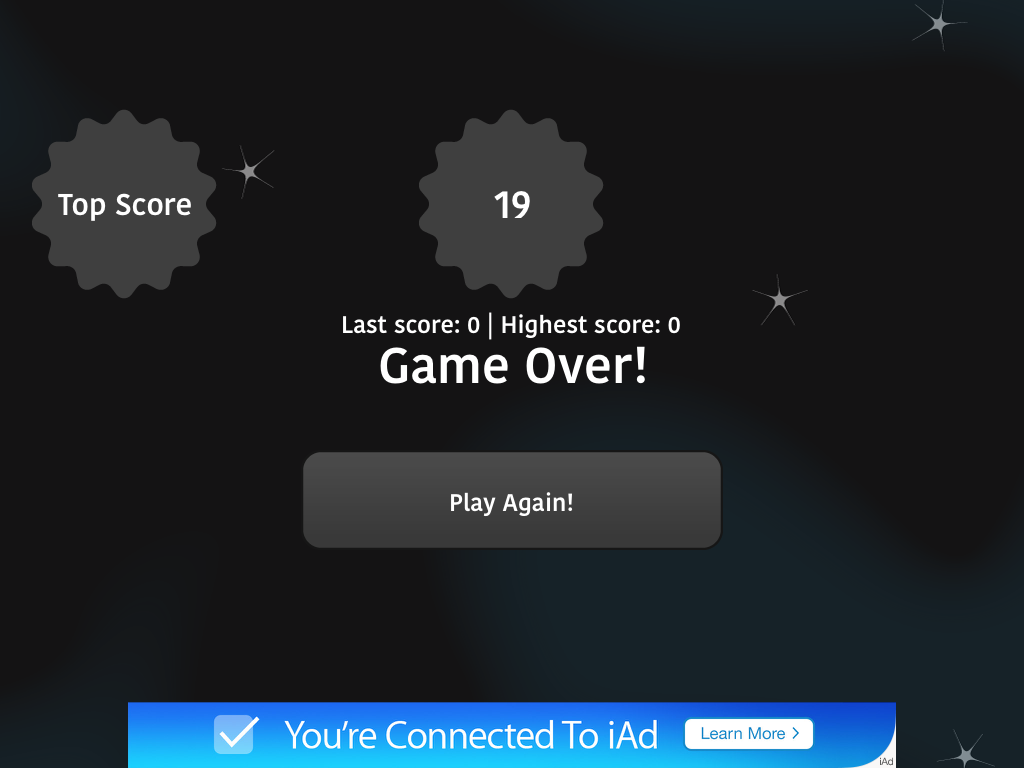 Top Score
19
Last score: 0 | Highest score: 0
Game Over!
Play Again!
You're Connected To iAd
Learn More
iAd